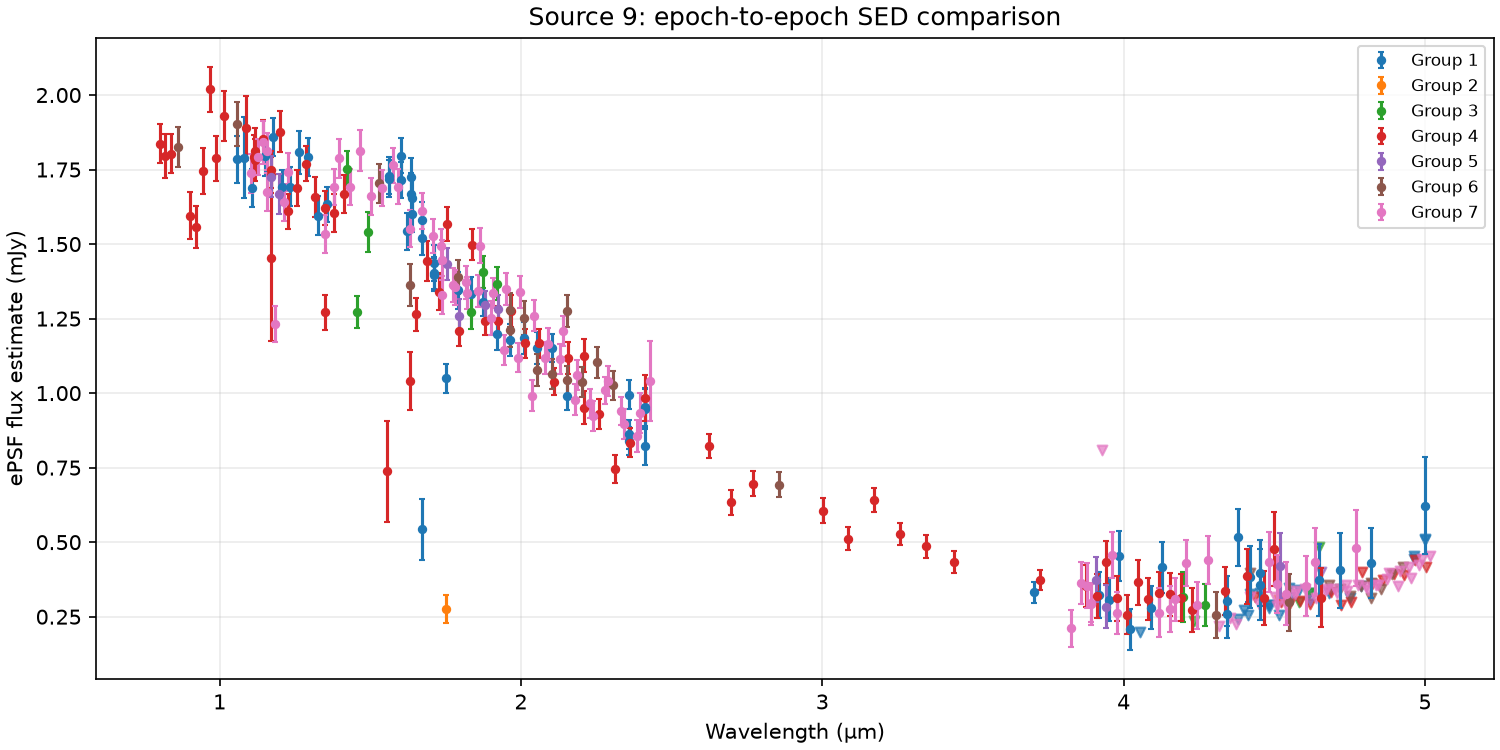 Source 9: epoch-to-epoch SED comparison
ePSF flux estimate (mJy)
2.00
1.75
1.50
1.25
1.00
0.75
0.50
0.25
Group 1
Group 2
Group 3
Group 4
Group 5
Group 6
Group 7
1 2 3 4 5
Wavelength (μm)